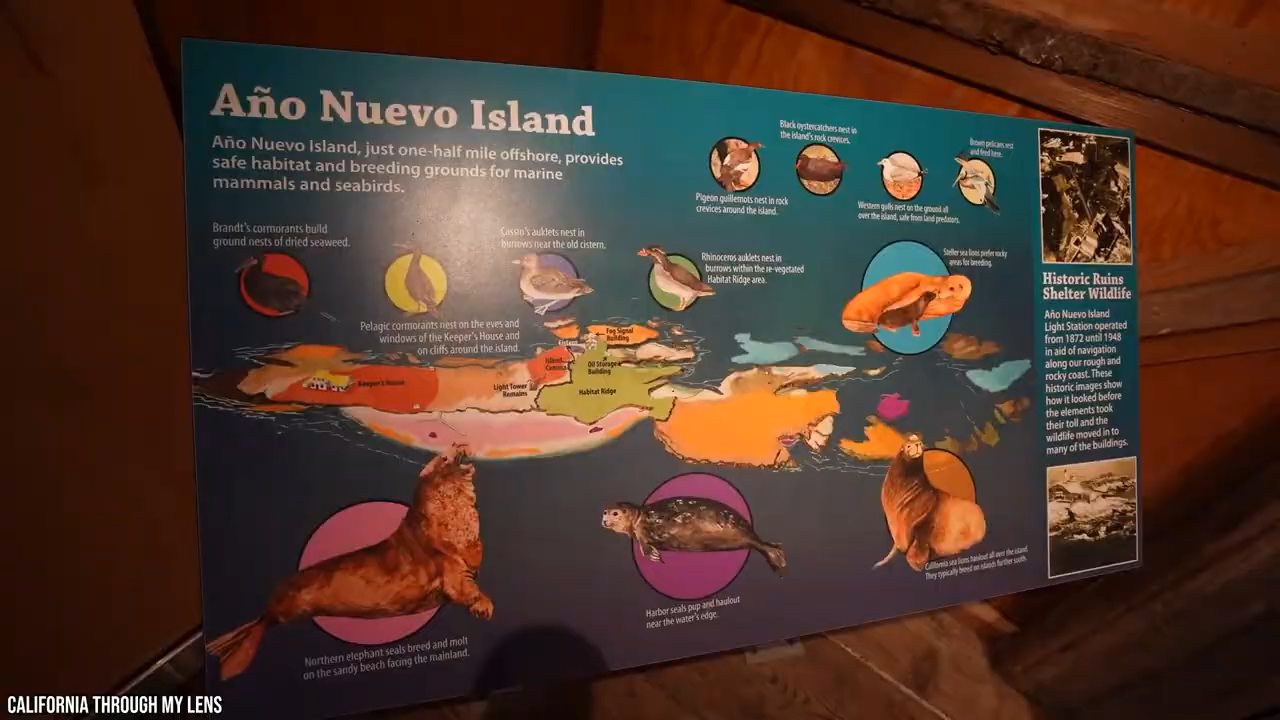 Año Nuevo Island
Año Nuevo Island, just one-half mile offshore, provides
safe habitat and breeding grounds for marine
mammals and seabirds.
Brandt's cormorants build
ground nests of dried seaweed.
Pelagic cormorants nest on the eves and
windows of the Keeper's House and
on cliffs around the island.
Cassin's auklets nest in
burrows near the old cistern.
Rhinoceros auklets nest in
burrows within the re-vegetated
Habitat Ridge area.
Pigeon guillemots nest in rock
crevices around the island.
Black oystercatchers nest in
the island's rock crevices.
Western gulls nest on the ground all
over the island, safe from land predators.
Brown pelicans rest
and feed here.
Steller sea lions prefer rocky
areas for breeding.
Keeper's House
Light Tower
Remains
Island
Cistern
Fog Signal
Building
Oil Storage
Building
Habitat Ridge
Northern elephant seals breed and molt
on the sandy beach facing the mainland.
Harbor seals pup and haulout
near the water's edge.
California sea lions haulout all over the island.
They typically breed on islands further south.
Historic Ruins
Shelter Wildlife
Año Nuevo Island
Light Station operated
from 1872 until 1948
in aid of navigation
along our rough and
rocky coast. These
historic images show
how it looked before
the elements took
their toll and the
wildlife moved in to
many of the buildings.
CALIFORNIA THROUGH MY LENS